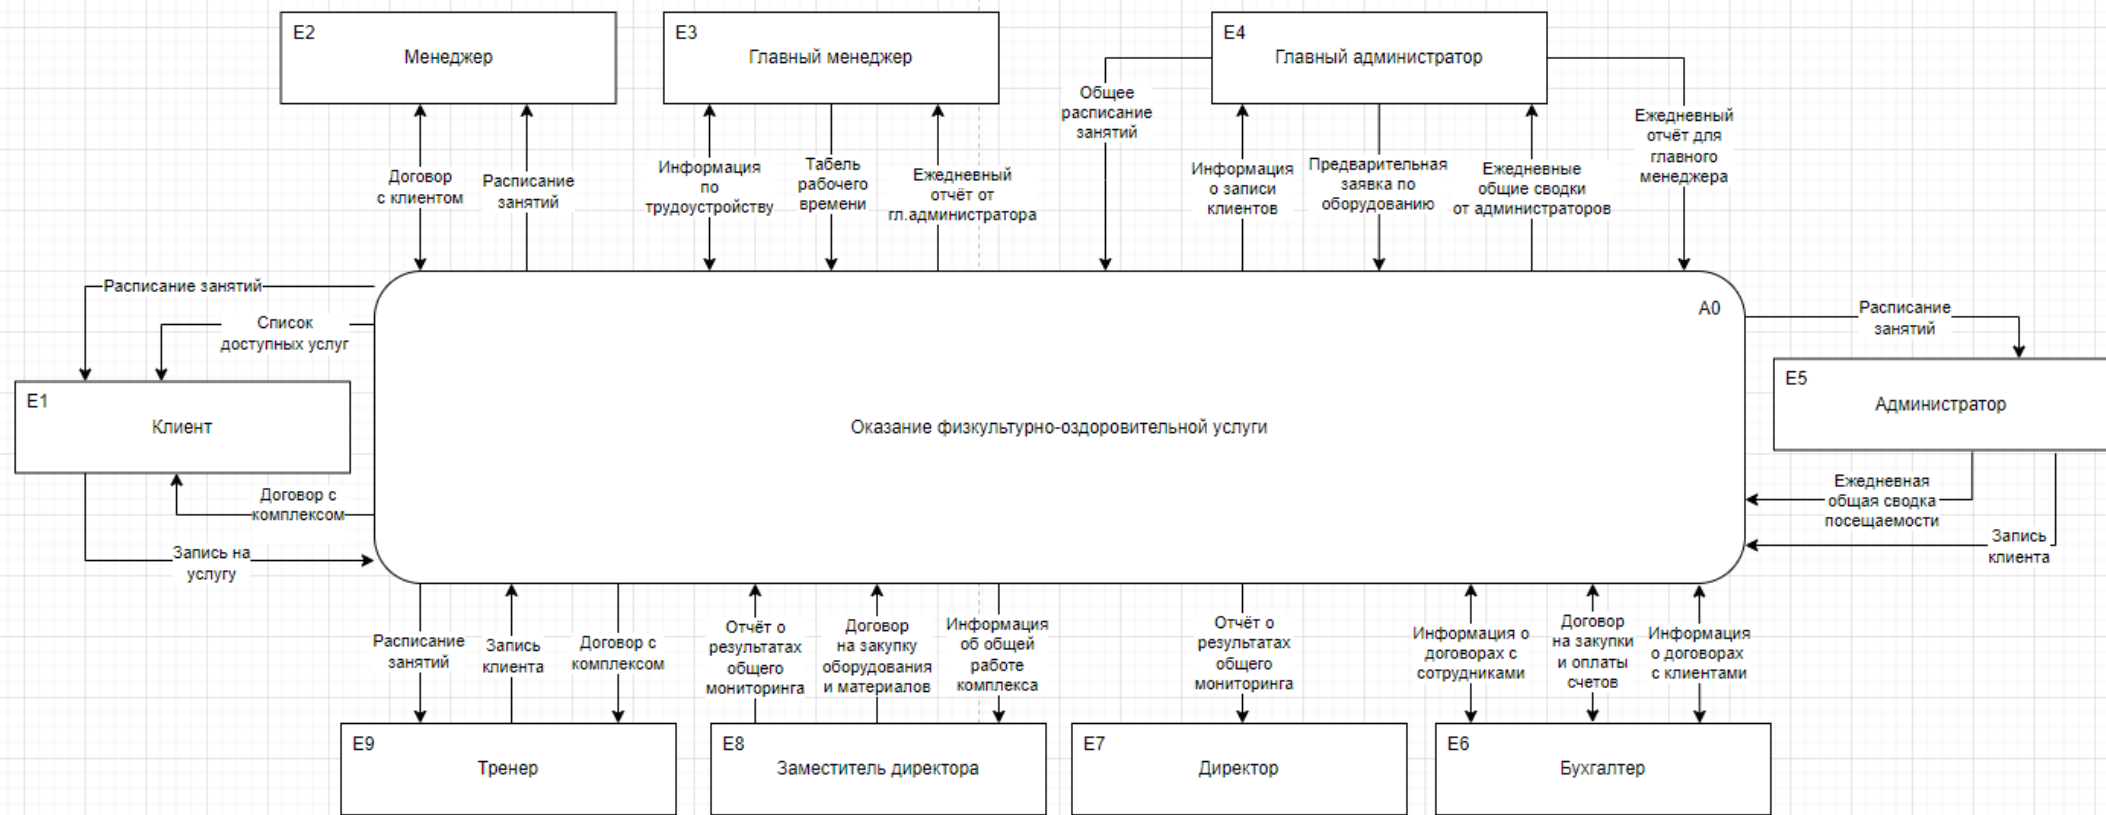 E2
Менеджер
E3
Главный менеджер
E4
Главный администратор
Договор
с клиентом
Расписание
занятий
Информация
по
трудоустройству
Табель
рабочего
времени
Ежедневный
отчёт от
гл.администратора
Общее
расписание
занятий
Информация
о записи
клиентов
Предварительная
заявка по
оборудованию
Ежедневные
общие сводки
от администраторов
Ежедневный
отчёт для
главного
менеджера
Расписание занятий
Список
доступных услуг
E1
Клиент
Договор с
комплексом
Запись на
услугу
A0
Оказание физкультурно-оздоровительной услуги
Расписание
занятий
E5
Администратор
Ежедневная
общая сводка
посещаемости
Запись
клиента
Расписание
занятий
Запись
клиента
Договор с
комплексом
Отчёт о
результатах
общего
мониторинга
Договор
на закупку
оборудования
и материалов
Информация
об общей
работе
комплекса
Отчёт о
результатах
общего
мониторинга
Информация о
договорах с
сотрудниками
Договор
на закупки
и оплаты
счетов
Информация
о договорах
с клиентами
E9
Тренер
E8
Заместитель директора
E7
Директор
E6
Бухгалтер